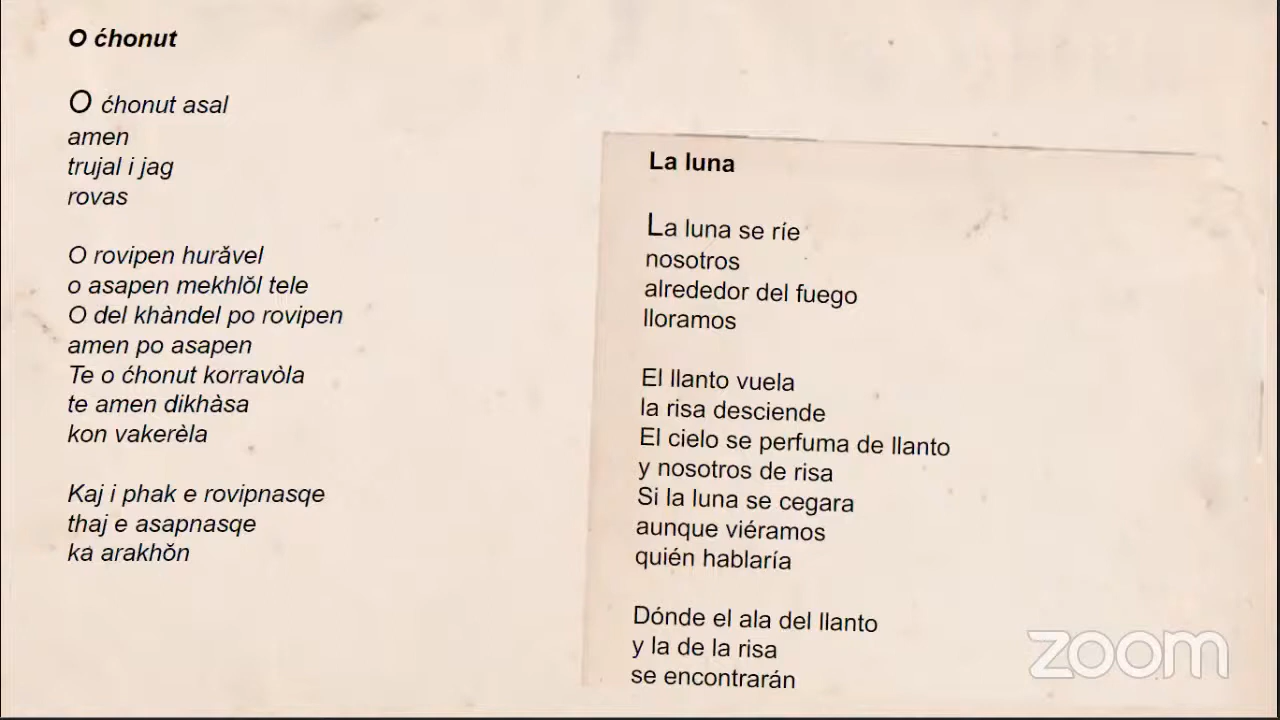 O ćhonut
O ćhonut asal
amen
trujal i jag
rovas
O rovipen hurǎvel
o asapen mekhlǒl tele
O del khàndel po rovipen
amen po asapen
Te o ćhonut korravòla
te amen dikhàsa
kon vakerèla
Kaj i phak e rovipnasqe
thaj e asapnasqe
ka arakhǒn
La luna
La luna se ríe
nosotros
alrededor del fuego
lloramos
El llanto vuela
la risa desciende
El cielo se perfuma de llanto
y nosotros de risa
Si la luna se cegara
aunque viéramos
quién hablaría
Dónde el ala del llanto
y la de la risa
se encontrarán
zoom